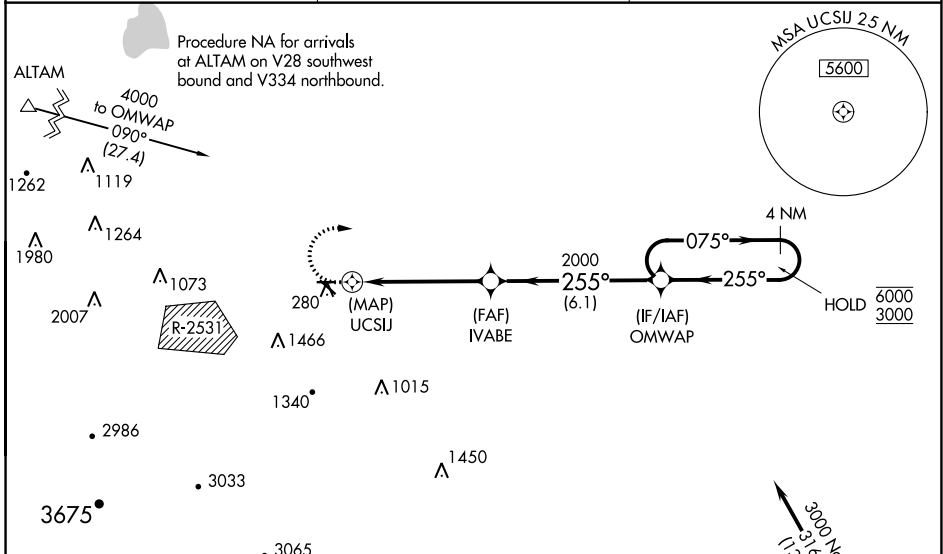 Procedure NA for arrivals
at ALTAM on V28 southwest
bound and V334 northbound.
MSA UCSIJ 25 NM
5600
ALTAM
4000
to OMWAP
090°
(27.4)
1262
1119
1264
1980
1073
2007
R-2531
280
(MAP)
UCSIJ
(FAF)
IVABE
2000
255°
(6.1)
(IF/IAF)
OMWAP
075°
255°
4 NM
HOLD
6000
3000
1466
1340
1015
2986
1450
3033
3675
3065
3000